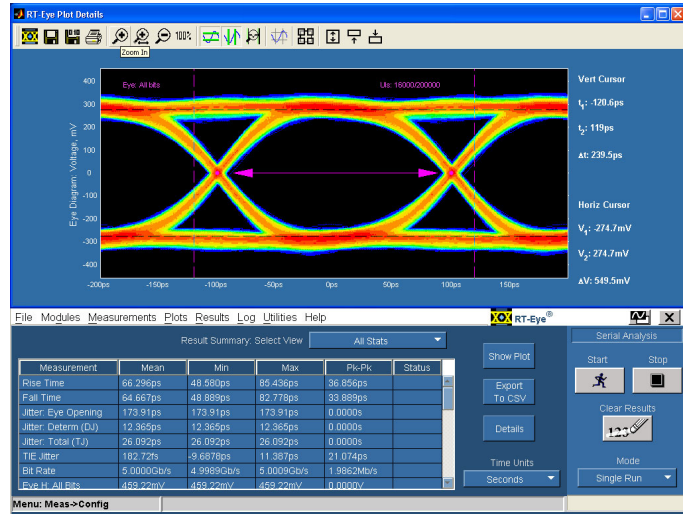 RT-Eye Plot Details
100%
Zoom In
Eye: All bits
UIs: 16000/200000
400
300
200
100
0
-100
-200
-300
-400
Eye Diagram: Voltage, mV
-200ps -150ps -100ps -50ps 0ps 50ps 100ps 150ps
Vert Cursor
t1: -120.6ps
t2: 119ps
Δt: 239.5ps
Horiz Cursor
V1: -274.7mV
V2: 274.7mV
ΔV: 549.5mV
File Modules Measurements Plots Results Log Utilities Help
RT-Eye®
X
Result Summary: Select View All Stats
Measurement Mean Min Max Pk-Pk Status
Rise Time 66.296ps 48.580ps 85.436ps 36.856ps
Fall Time 64.667ps 48.889ps 82.778ps 33.889ps
Jitter: Eye Opening 173.91ps 173.91ps 173.91ps 0.0000s
Jitter: Determ (DJ) 12.365ps 12.365ps 12.365ps 0.0000s
Jitter: Total (TJ) 26.092ps 26.092ps 26.092ps 0.0000s
TIE Jitter 182.72fs -9.6878ps 11.387ps 21.074ps
Bit Rate 5.0000Gb/s 4.9989Gb/s 5.0009Gb/s 1.9862Mb/s
Eye H: All Bits 459.22mV 459.22mV 459.22mV 0.0000V
Show Plot
Export
To CSV
Details
Time Units
Seconds
Serial Analysis
Start Stop
Clear Results
123
Mode
Single Run
Menu: Meas->Config